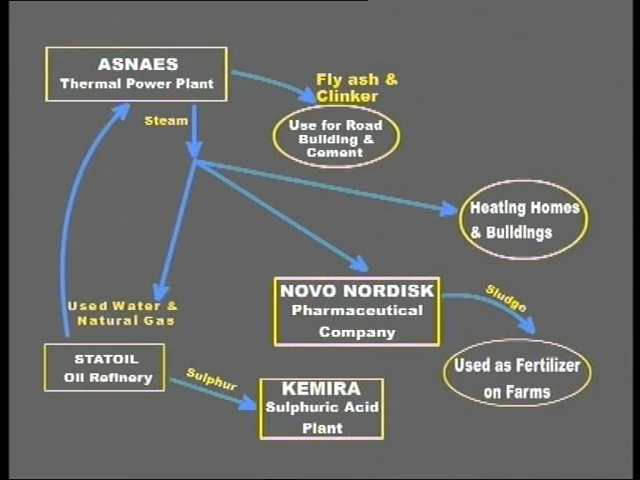 ASNAES
Thermal Power Plant
Fly ash &
Clinker
Steam
Use for Road
Building &
Cement
Heating Homes
& Buildings
NOVO NORDISK
Pharmaceutical
Company
Sludge
Used Water &
Natural Gas
STATOIL
Oil Refinery
Sulphur
KEMIRA
Sulphuric Acid
Plant
Used as Fertilizer
on Farms